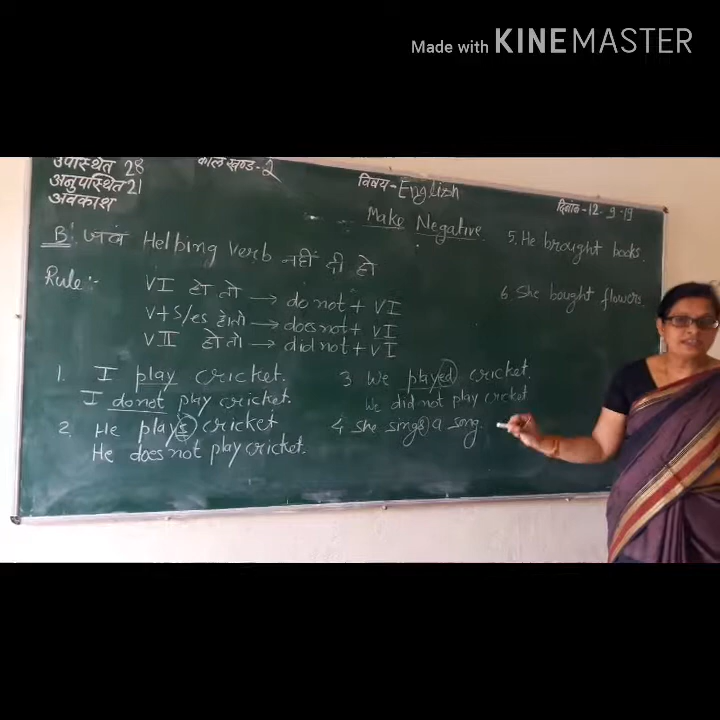 Made with KINEMASTER
उपस्थित 28
अनुपस्थित 21
अवकाश
काल खण्ड-2
विषय- English
दिनांक-12-9-19
Make Negative
B' जब Helbing Verb नहीं दी हो
Rule:-
VI हो तो → do not + VI
V+S/es हो तो → does not + VI
VII हो तो → did not + VI
1. I play cricket.
I do not play cricket.
2. He plays cricket
He does not play cricket.
3 We played cricket.
We did not play cricket
4 She sings a song.
5. He brought books.
6. She bought flowers.